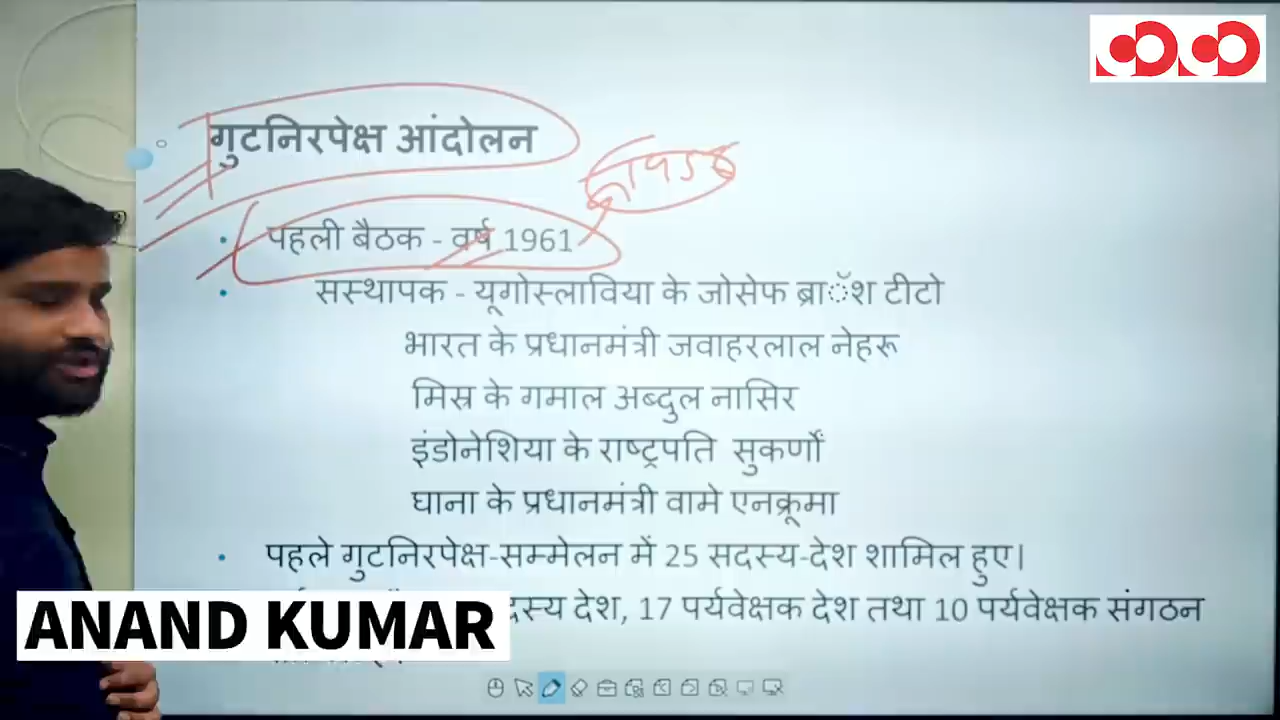 गुटनिरपेक्ष आंदोलन
पहली बैठक - वर्ष 1961
सस्थापक - यूगोस्लाविया के जोसेफ ब्राॅश टीटो
भारत के प्रधानमंत्री जवाहरलाल नेहरू
मिस्र के गमाल अब्दुल नासिर
इंडोनेशिया के राष्ट्रपति सुकर्णों
घाना के प्रधानमंत्री वामे एनक्रूमा
पहले गुटनिरपेक्ष-सम्मेलन में 25 सदस्य-देश शामिल हुए।
देश, 17 पर्यवेक्षक देश तथा 10 पर्यवेक्षक संगठन
ANAND KUMAR